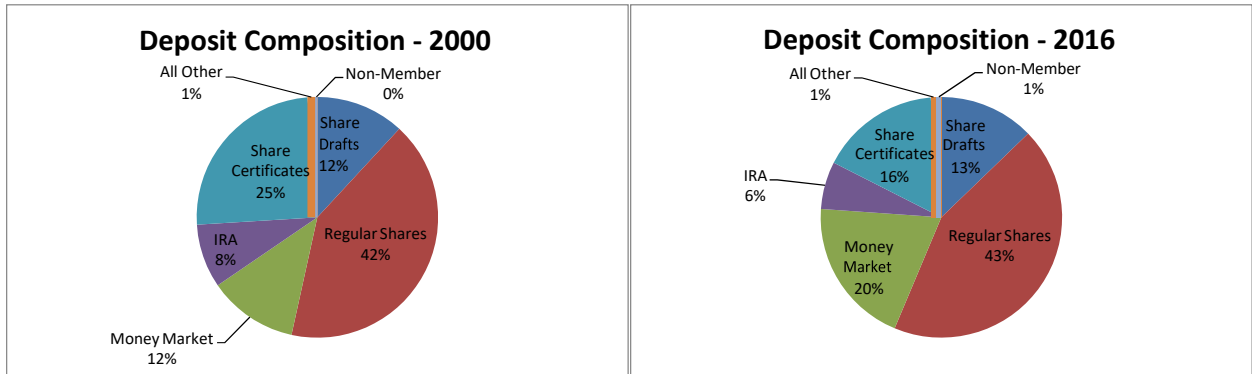 Deposit Composition - 2000
All Other
1%
Non-Member
0%
Share
Drafts
12%
Share
Certificates
25%
Regular Shares
42%
IRA
8%
Money Market
12%
Deposit Composition - 2016
All Other
1%
Non-Member
1%
Share
Drafts
13%
Share
Certificates
16%
IRA
6%
Regular Shares
43%
Money
Market
20%